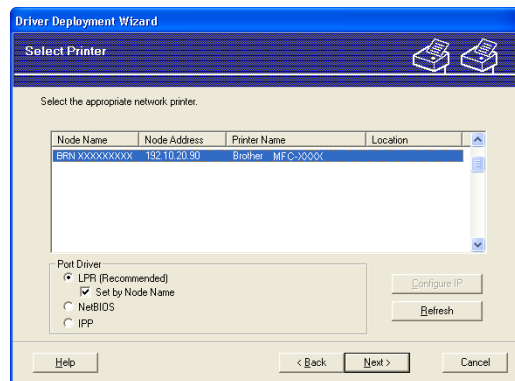 Driver Deployment Wizard
Select Printer
Select the appropriate network printer.
Node Name Node Address Printer Name Location
BRN XXXXXXXXX 192.10.20.90 Brother MFC-XXXX
Port Driver
LPR (Recommended)
Set by Node Name
NetBIOS
IPP
Configure IP
Refresh
Help
< Back
Next >
Cancel